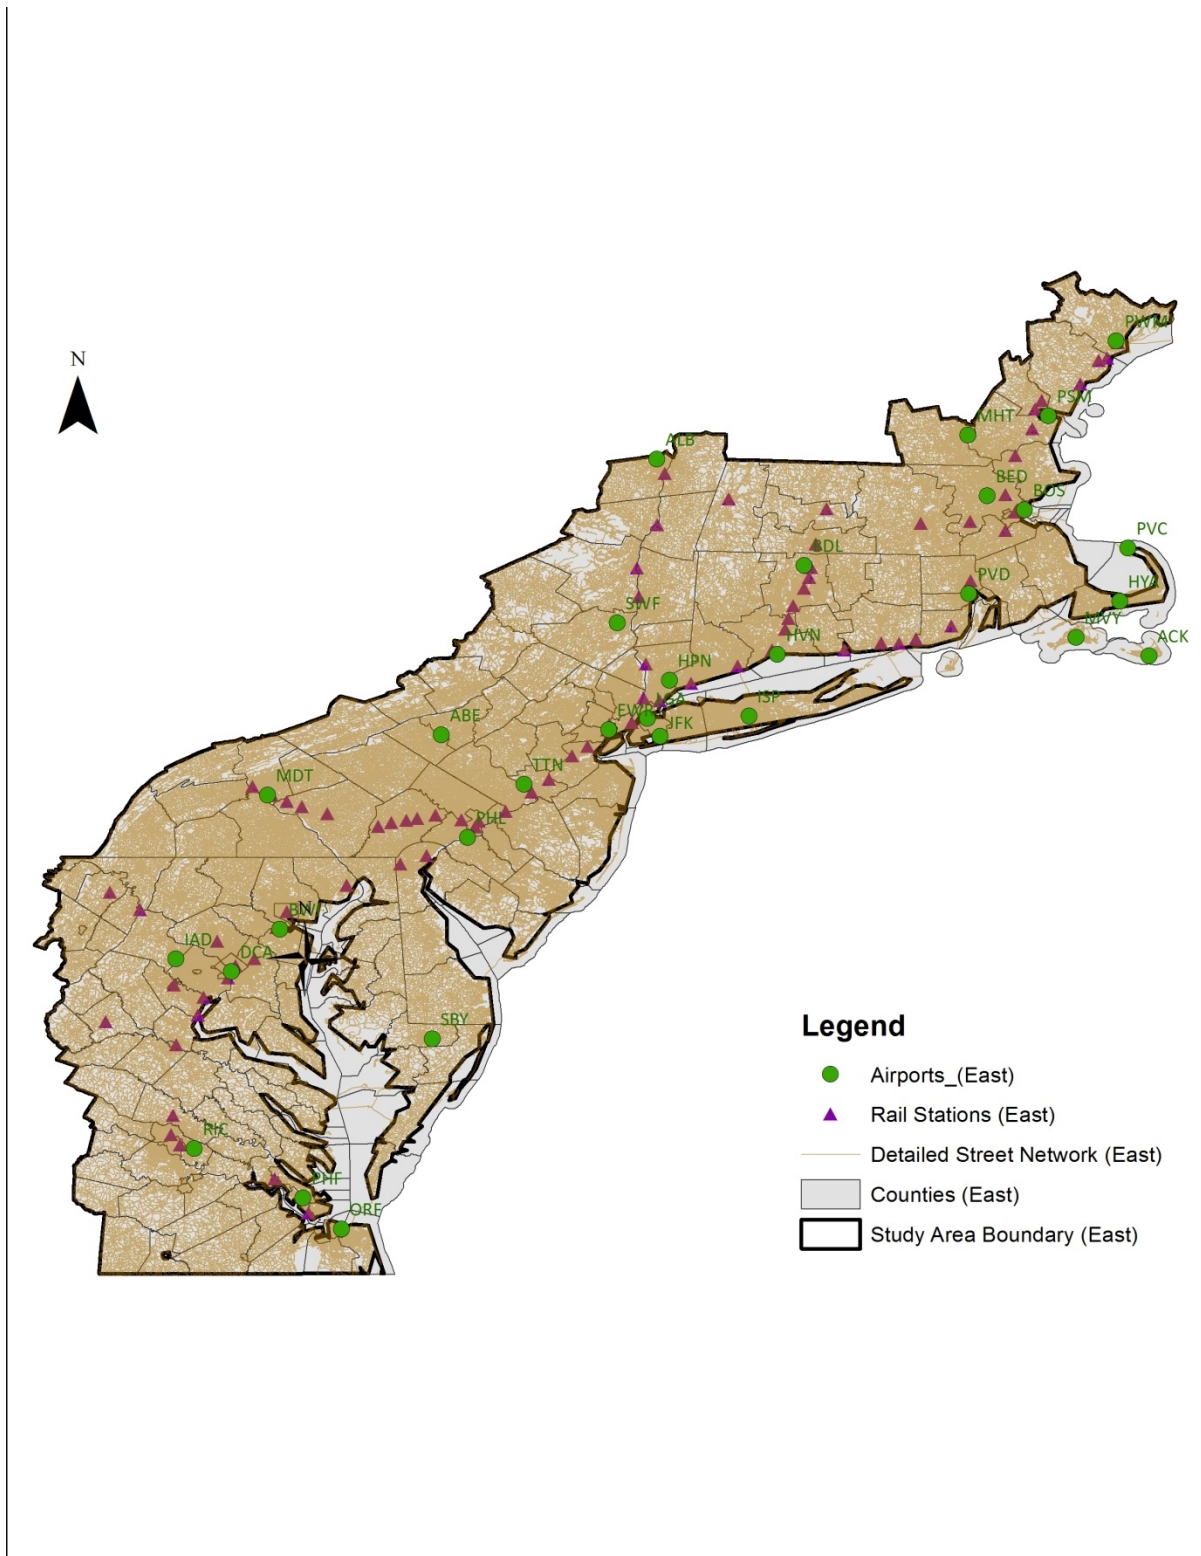 N
PWM
PSM
MHT
ALB
BED
BOS
PVC
BDL
PVD
HYA
SWF
MVY
HVN
ACK
HPN
LGA
ISP
EWR
JFK
ABE
TTN
MDT
PHL
N
BWI
IAD
DCA
SBY
RIC
PHF
ORF
Legend
Airports_(East)
Rail Stations (East)
Detailed Street Network (East)
Counties (East)
Study Area Boundary (East)